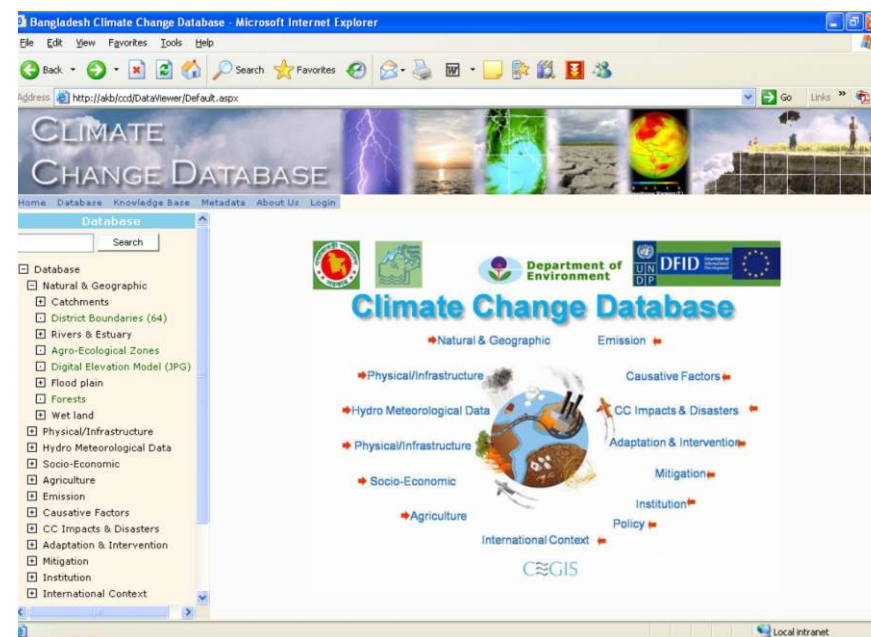 Bangladesh Climate Change Database - Microsoft Internet Explorer
File Edit View Favorites Tools Help
Back Search Favorites
Address http://akb/ccd/DataViewer/Default.aspx Go Links »
CLIMATE
CHANGE DATABASE
Home Database Knowledge Base Metadata About Us Login
Database
Search
Database
Natural & Geographic
Catchments
District Boundaries (64)
Rivers & Estuary
Agro-Ecological Zones
Digital Elevation Model (JPG)
Flood plain
Forests
Wet land
Physical/Infrastructure
Hydro Meteorological Data
Socio-Economic
Agriculture
Emission
Causative Factors
CC Impacts & Disasters
Adaptation & Intervention
Mitigation
Institution
International Context
Department of
Environment
UNDP
DFID
Climate Change Database
Natural & Geographic Emission
Physical/Infrastructure Causative Factors
Hydro Meteorological Data CC Impacts & Disasters
Physical/Infrastructure Adaptation & Intervention
Socio-Economic Mitigation
Agriculture Institution
Policy
International Context
CEGIS
Local intranet